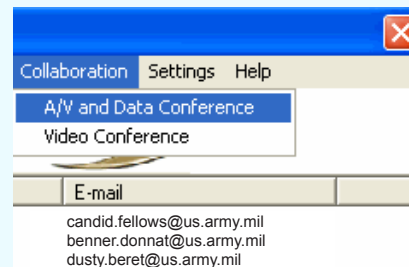 Collaboration Settings Help
A/V and Data Conference
Video Conference
E-mail
candid.fellows@us.army.mil
benner.donnat@us.army.mil
dusty.beret@us.army.mil